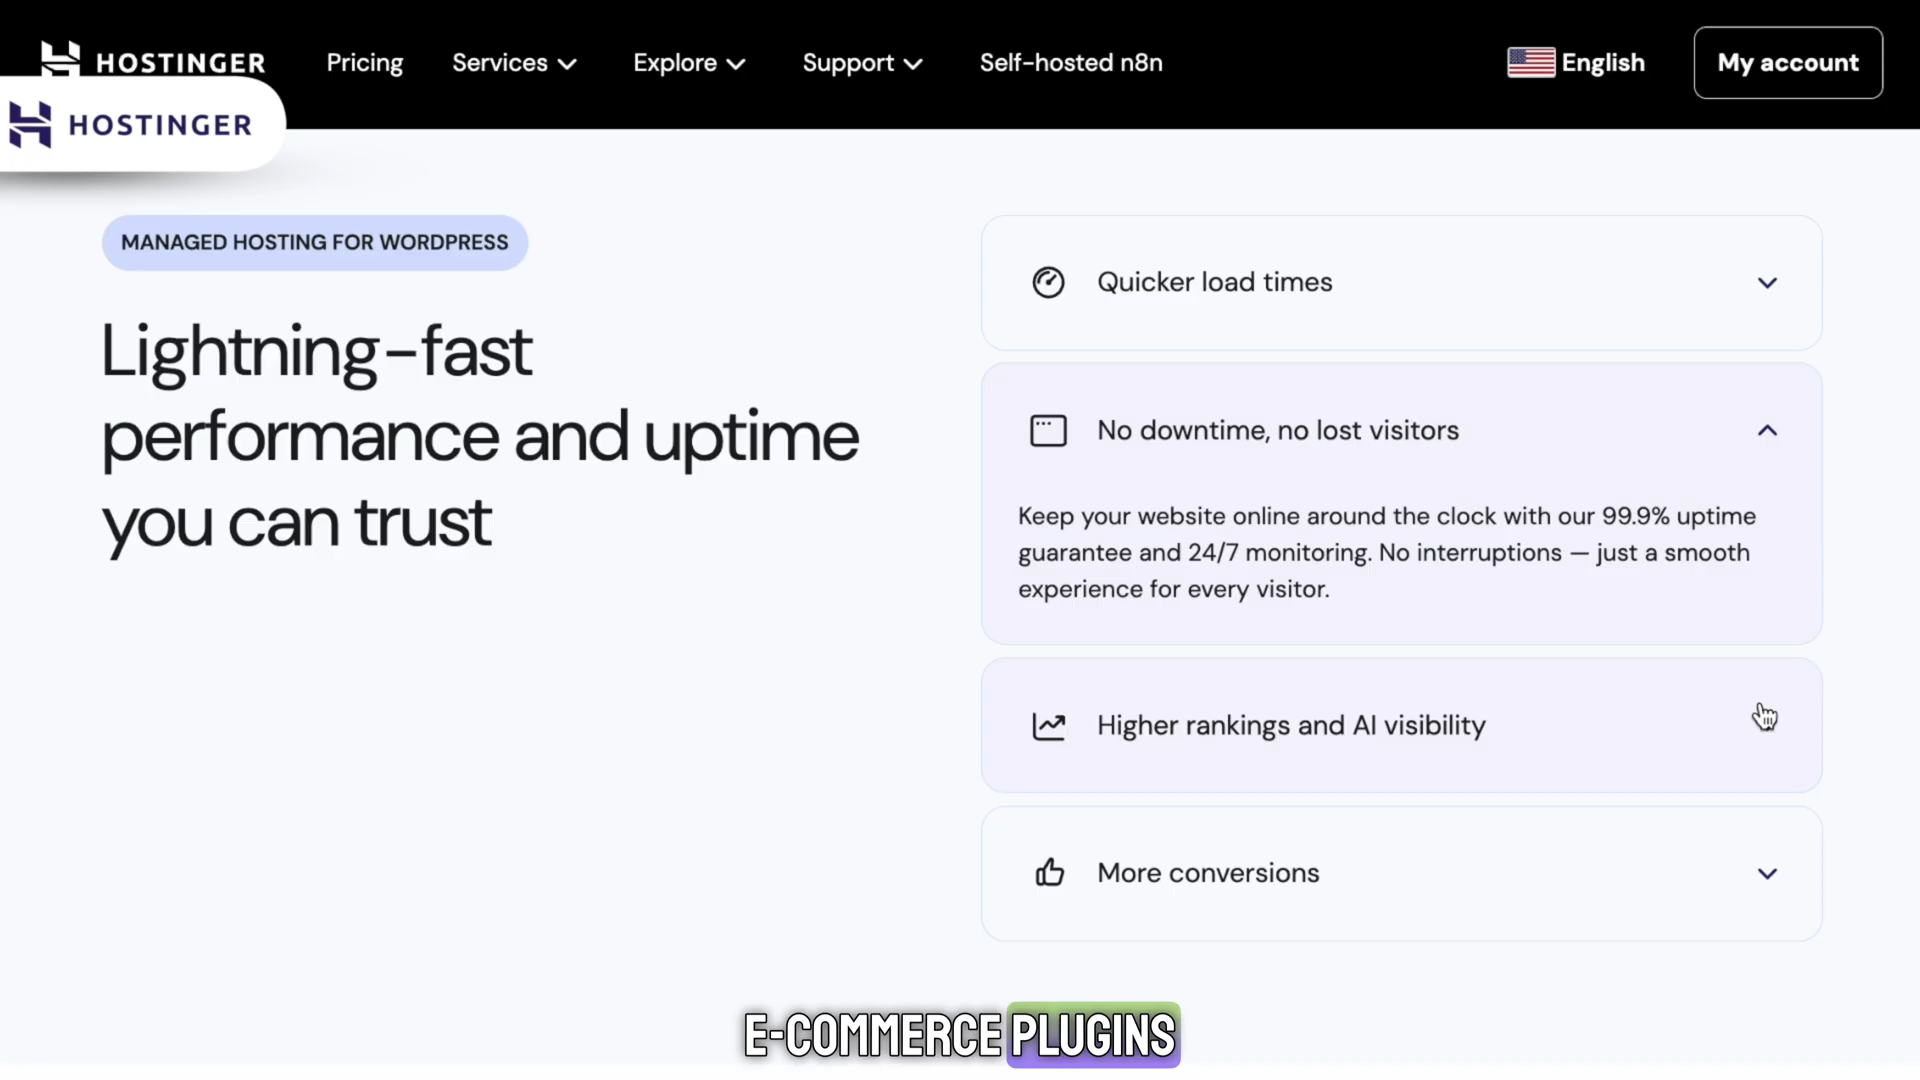 HOSTINGER
Pricing
Services
Explore
Support
Self-hosted n8n
English
My account
HOSTINGER
MANAGED HOSTING FOR WORDPRESS
Lightning-fast
performance and uptime
you can trust
Quicker load times
No downtime, no lost visitors
Keep your website online around the clock with our 99.9% uptime
guarantee and 24/7 monitoring. No interruptions — just a smooth
experience for every visitor.
Higher rankings and AI visibility
More conversions
E-COMMERCE PLUGINS